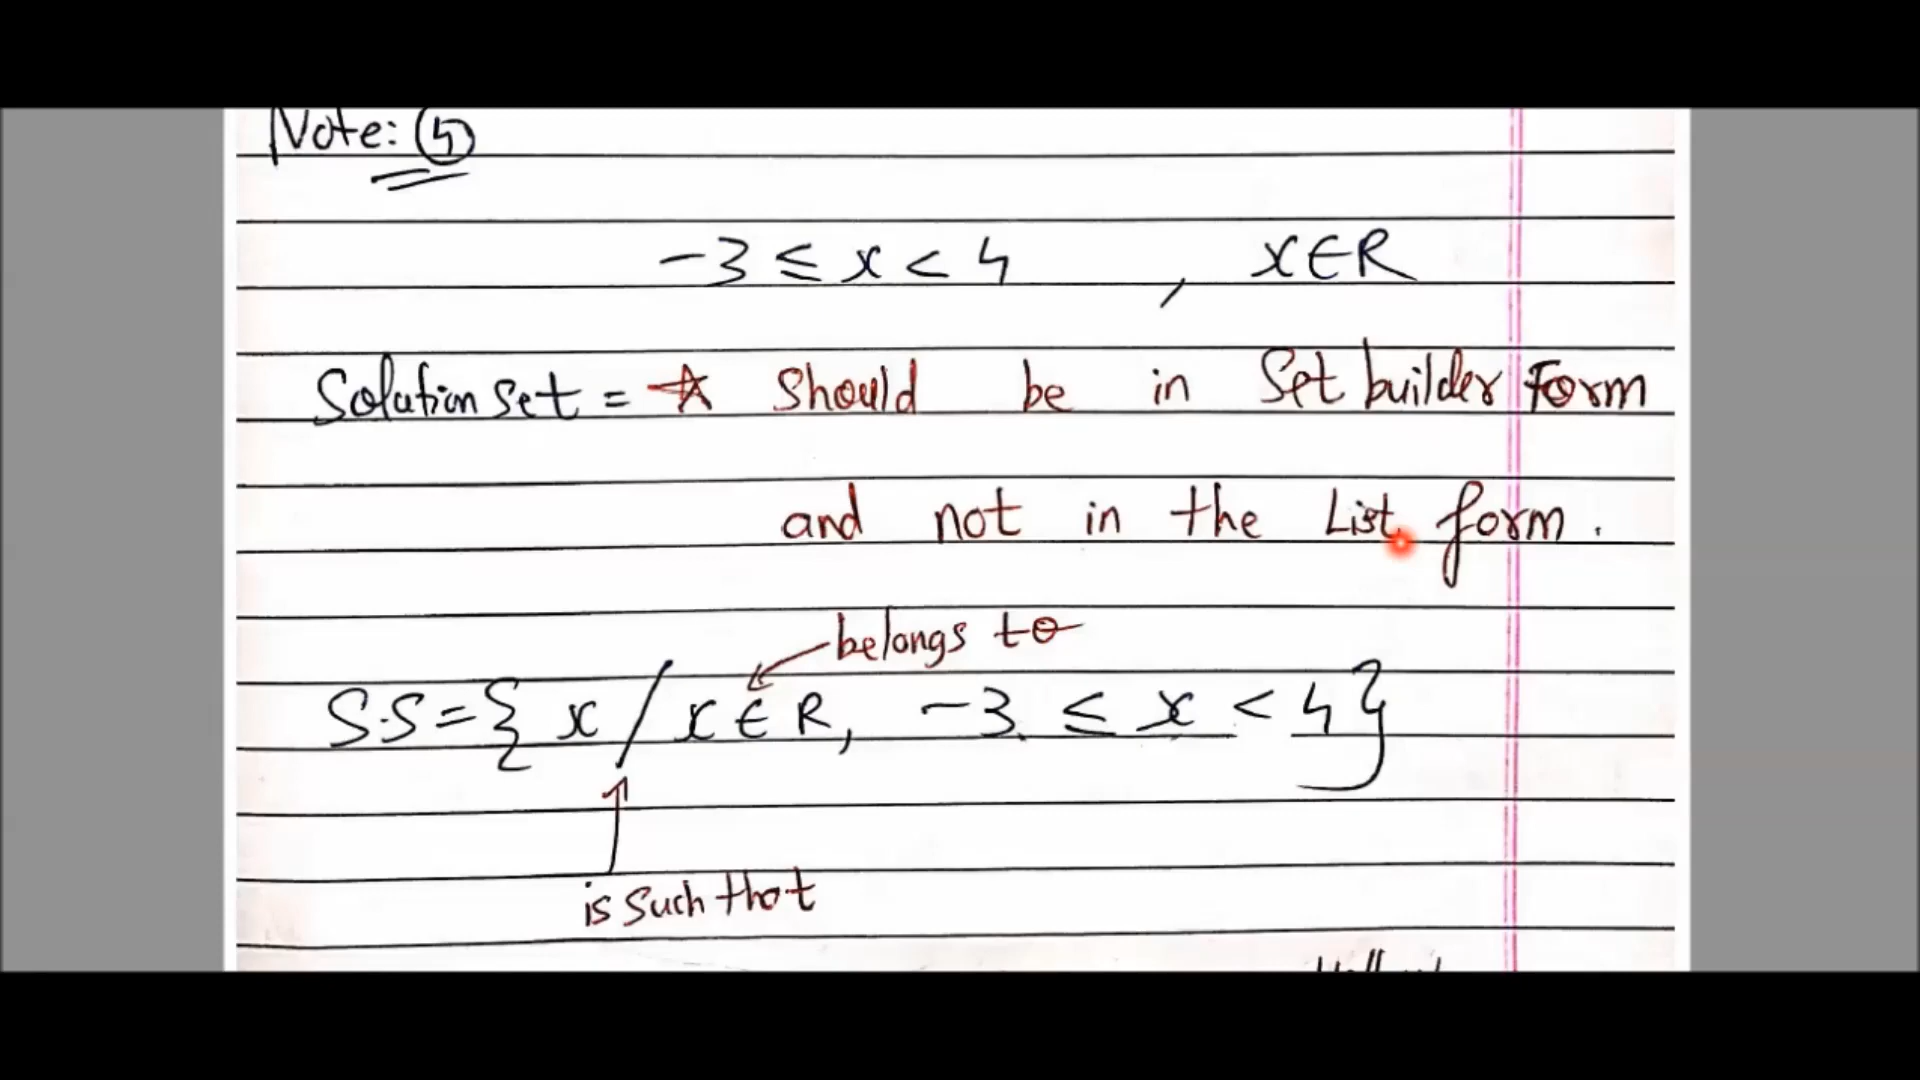 Note: 4
-3 ≤ x < 4 , x∈R
Solution set = ☆ Should be in Set builder Form
and not in the List form.
belongs to
S.S = { x / x ∈ R, -3 ≤ x < 4 }
is such that